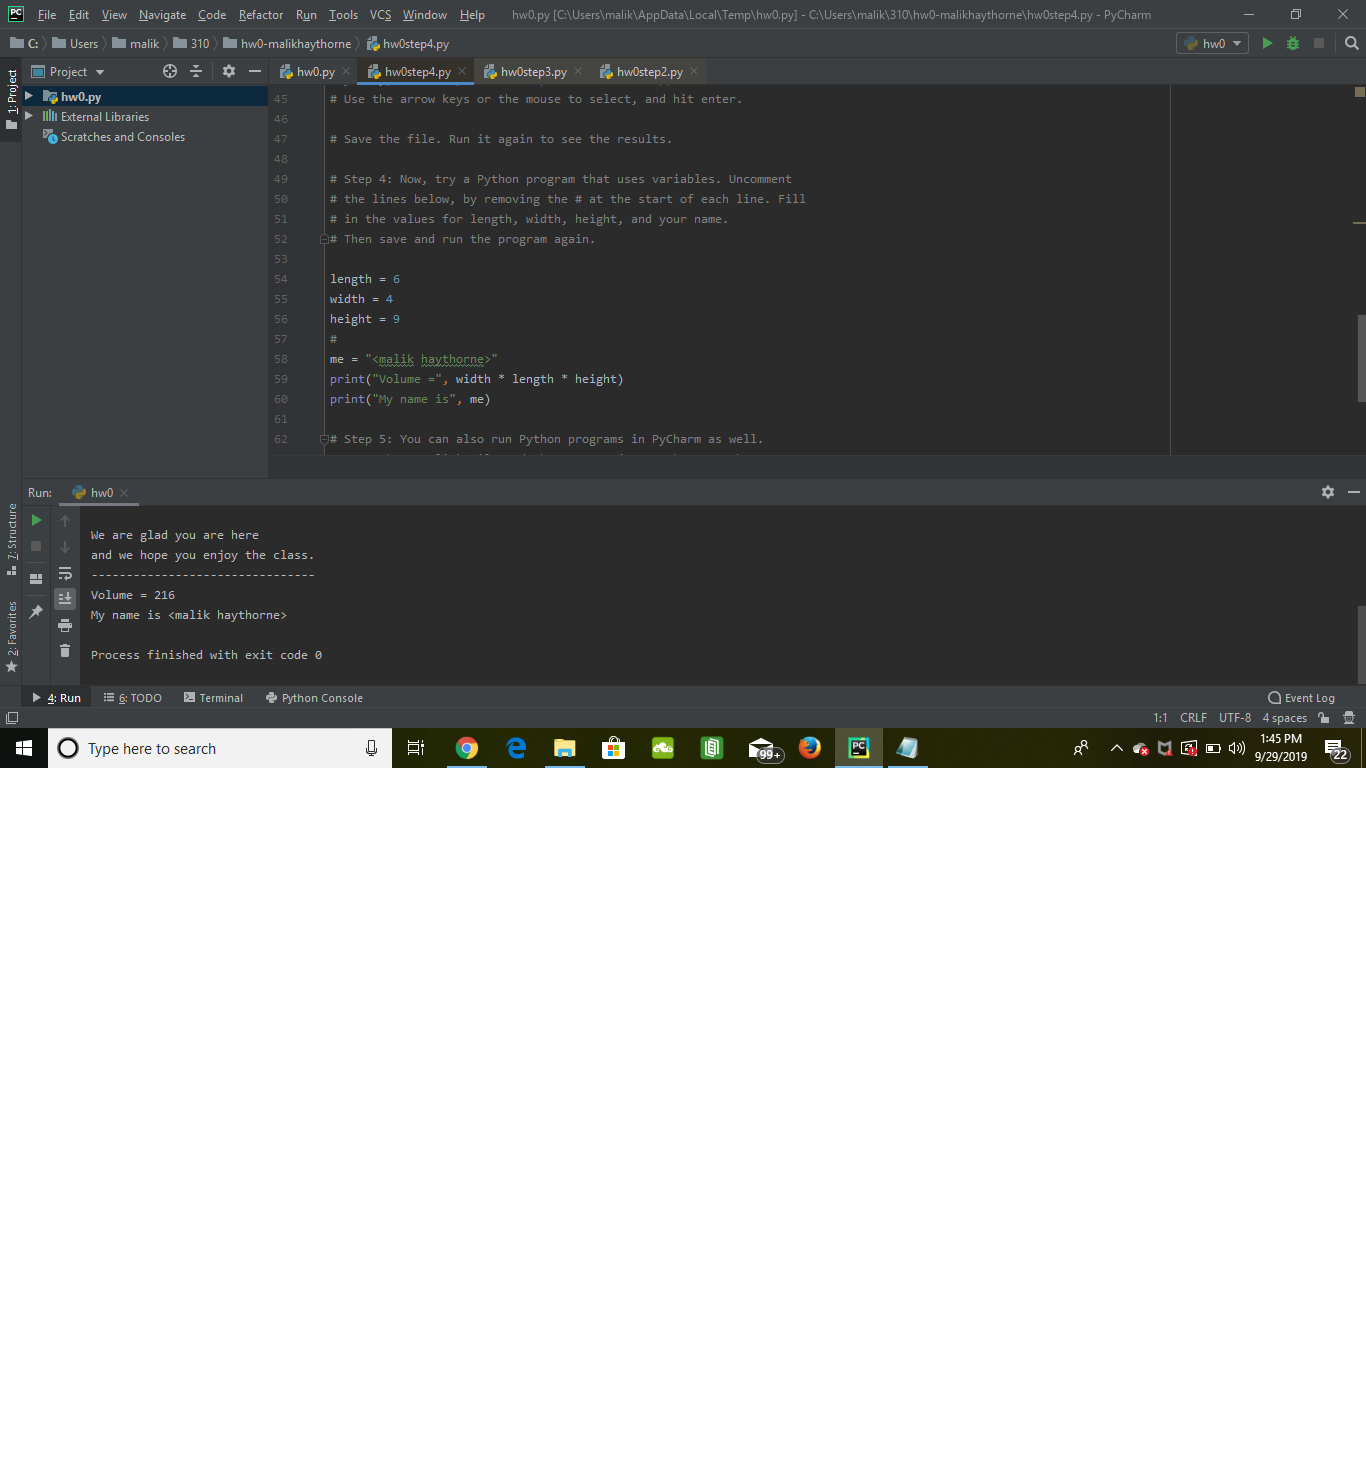 PC File Edit View Navigate Code Refactor Run Tools VCS Window Help hw0.py [C:\Users\malik\AppData\Local\Temp\hw0.py] - C:\Users\malik\310\hw0-malikhaythorne\hw0step4.py - PyCharm
C: Users malik 310 hw0-malikhaythorne hw0step4.py hw0
1: Project
Project hw0.py hw0step4.py hw0step3.py hw0step2.py
hw0.py
External Libraries
Scratches and Consoles
45 # Use the arrow keys or the mouse to select, and hit enter.
46
47 # Save the file. Run it again to see the results.
48
49 # Step 4: Now, try a Python program that uses variables. Uncomment
50 # the lines below, by removing the # at the start of each line. Fill
51 # in the values for length, width, height, and your name.
52 # Then save and run the program again.
53
54 length = 6
55 width = 4
56 height = 9
57 #
58 me = "<malik haythorne>"
59 print("Volume =", width * length * height)
60 print("My name is", me)
61
62 # Step 5: You can also run Python programs in PyCharm as well.
Run: hw0
7: Structure
2: Favorites
We are glad you are here
and we hope you enjoy the class.
--------------------------------
Volume = 216
My name is <malik haythorne>
Process finished with exit code 0
4: Run 6: TODO Terminal Python Console Event Log
1:1 CRLF UTF-8 4 spaces
Type here to search 99+ PC 1:45 PM
9/29/2019 22